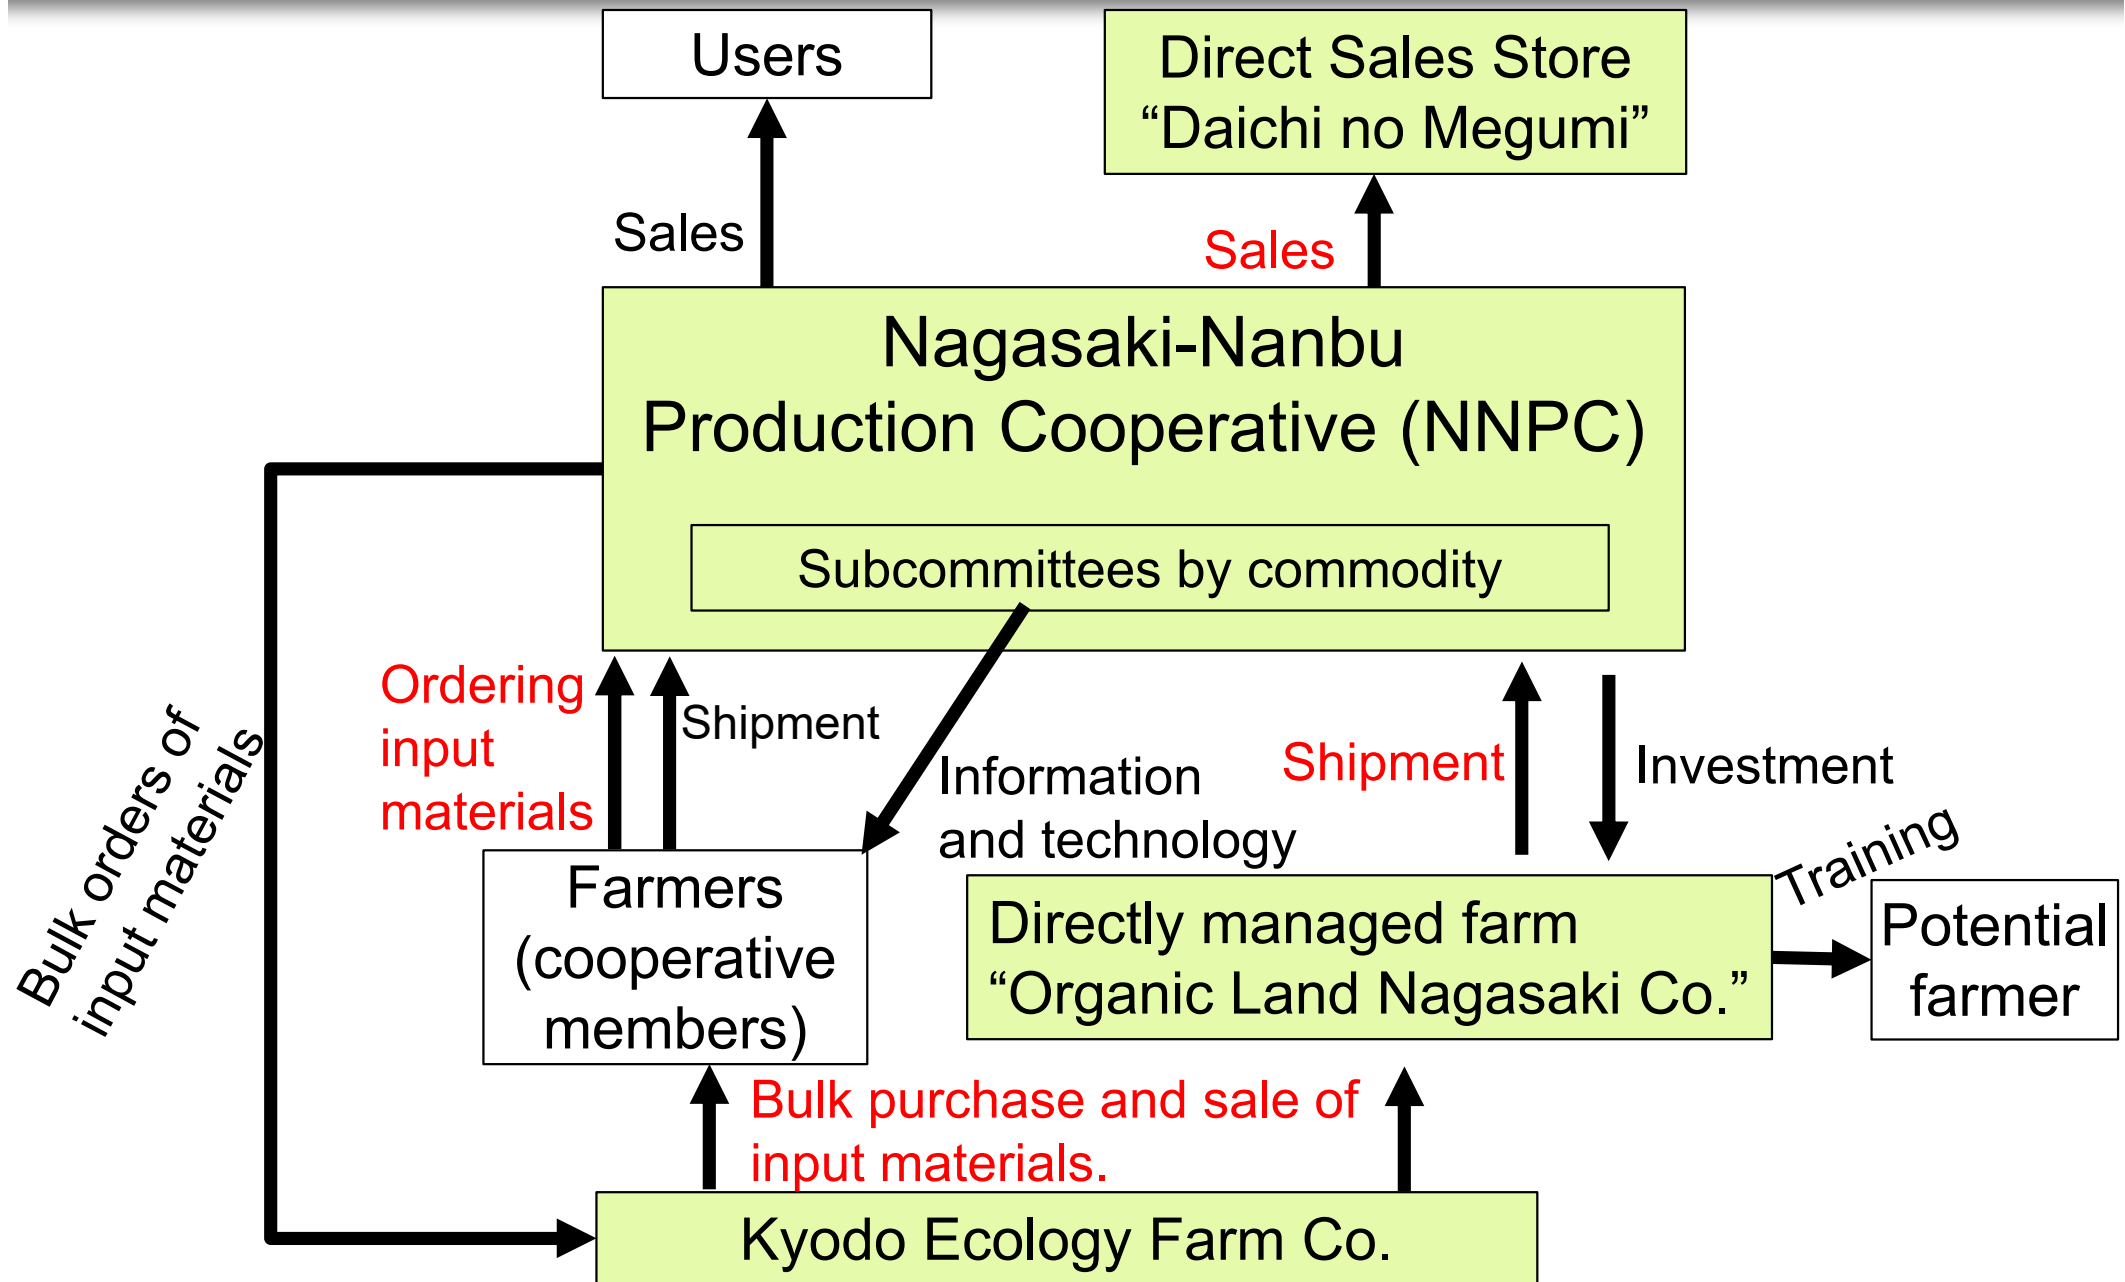 Users
Direct Sales Store
“Daichi no Megumi”
Sales
Sales
Nagasaki-Nanbu
Production Cooperative (NNPC)
Subcommittees by commodity
Ordering
input
materials
Shipment
Information
and technology
Shipment
Investment
Bulk orders of
input materials
Training
Farmers
(cooperative
members)
Directly managed farm
“Organic Land Nagasaki Co.”
Potential
farmer
Bulk purchase and sale of
input materials.
Kyodo Ecology Farm Co.